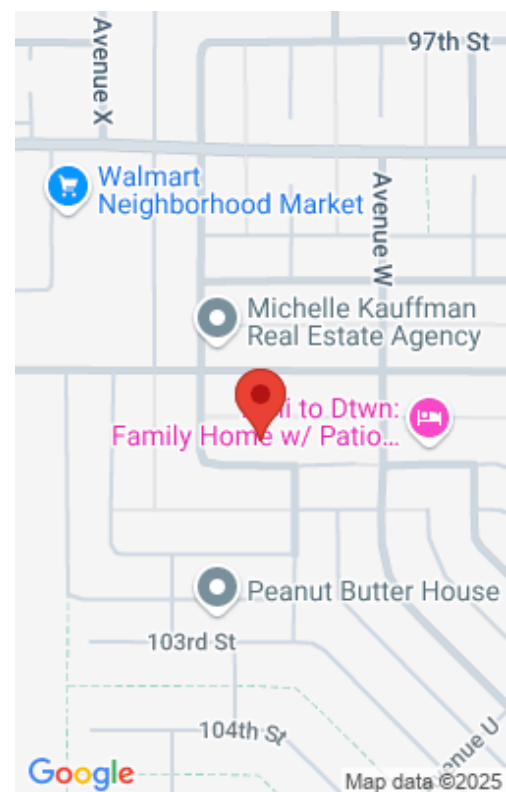 97th St
Avenue X
Walmart
Neighborhood Market
Avenue W
Michelle Kauffman
Real Estate Agency
to Dtwn:
Family Home w/ Patio...
Peanut Butter House
103rd St
104th St
enue U
Google
Map data ©2025